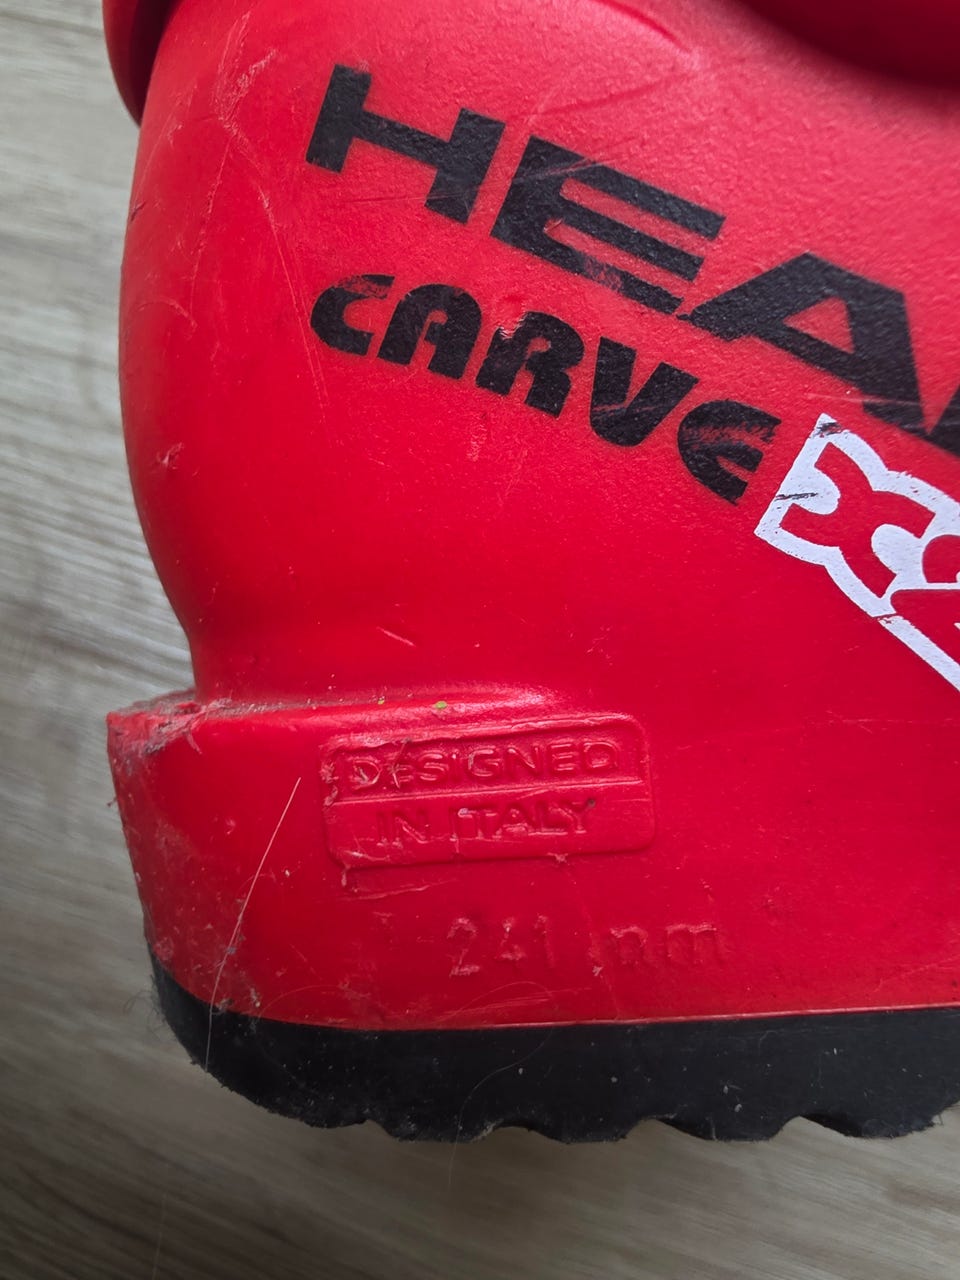 HEA
CARVE
DESIGNED
IN ITALY
241 mm